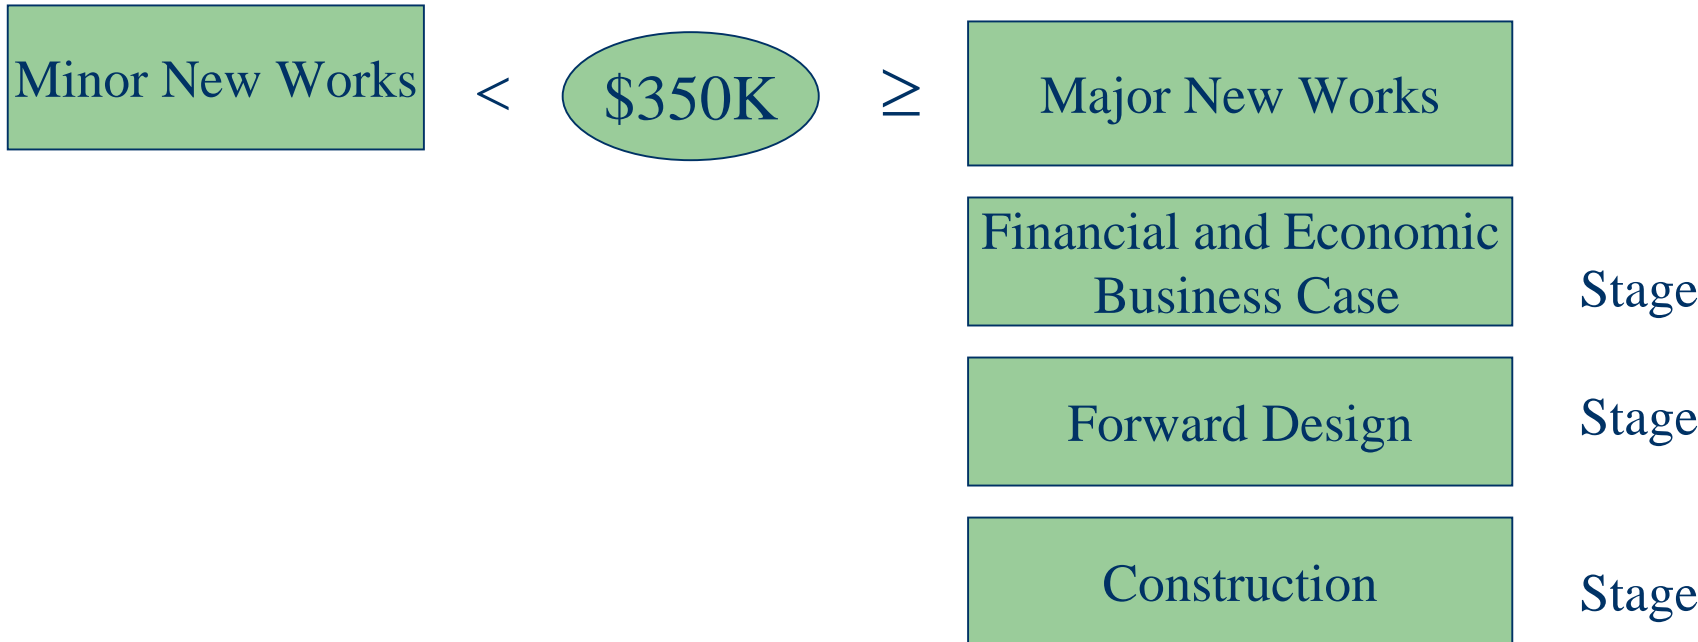 Minor New Works < $350K ≥ Major New Works
Financial and Economic
Business Case
Stage
Forward Design
Stage
Construction
Stage